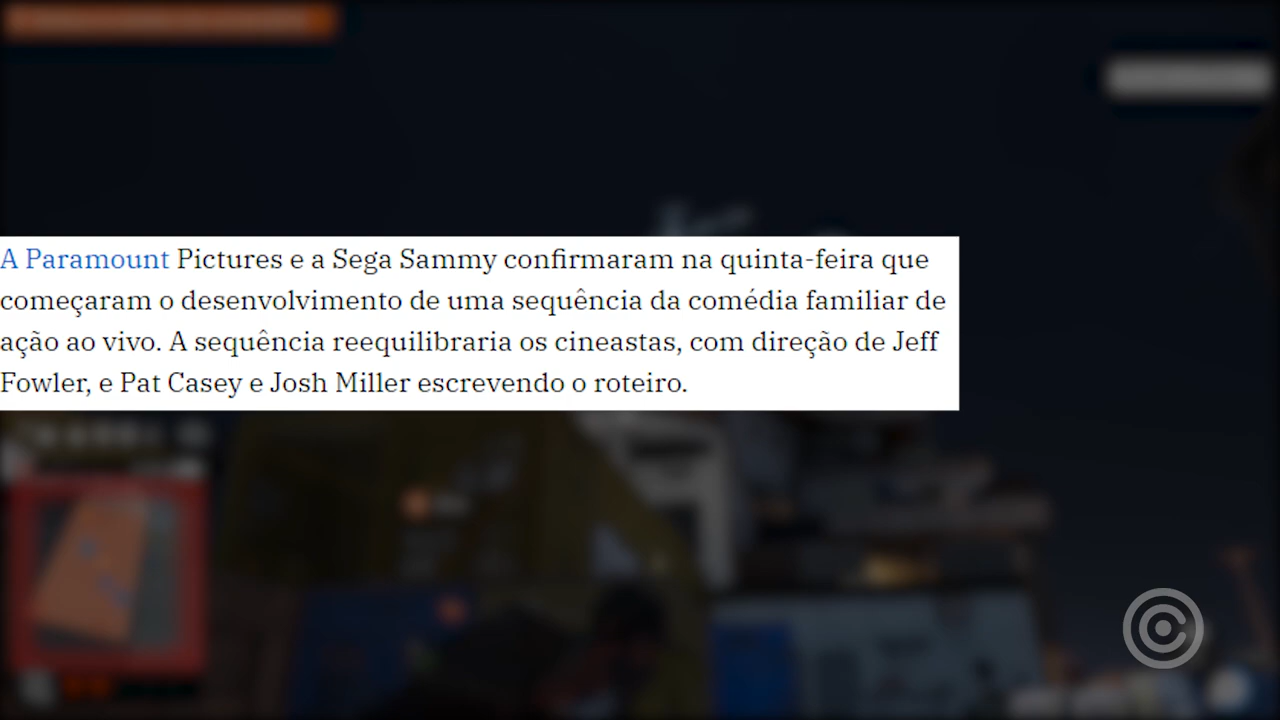 A Paramount Pictures e a Sega Sammy confirmaram na quinta-feira que
começaram o desenvolvimento de uma sequência da comédia familiar de
ação ao vivo. A sequência reequilibraria os cineastas, com direção de Jeff
Fowler, e Pat Casey e Josh Miller escrevendo o roteiro.